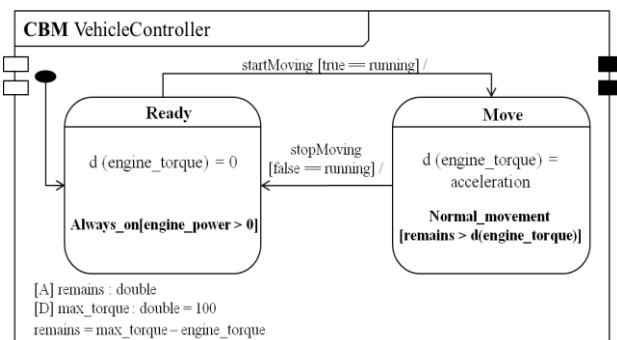 CBM VehicleController
startMoving [true == running] /
Ready
d (engine_torque) = 0
Always_on[engine_power > 0]
stopMoving
[false == running] /
Move
d (engine_torque) =
acceleration
Normal_movement
[remains > d(engine_torque)]
[A] remains : double
[D] max_torque : double = 100
remains = max_torque – engine_torque